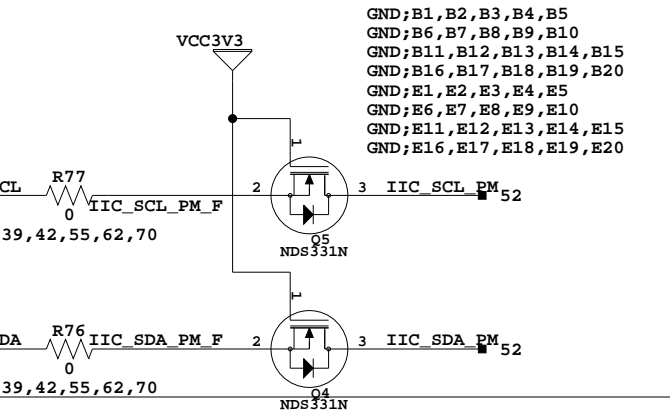 GND;B1,B2,B3,B4,B5
GND;B6,B7,B8,B9,B10
GND;B11,B12,B13,B14,B15
GND;B16,B17,B18,B19,B20
GND;E1,E2,E3,E4,E5
GND;E6,E7,E8,E9,E10
GND;E11,E12,E13,E14,E15
GND;E16,E17,E18,E19,E20
VCC3V3
1
CL R77 2 3 IIC_SCL_PM 52
0 IIC_SCL_PM_F
39,42,55,62,70
Q5
NDS331N
1
DA R76 IIC_SDA_PM_F 2 3 IIC_SDA_PM 52
0
39,42,55,62,70
Q4
NDS331N